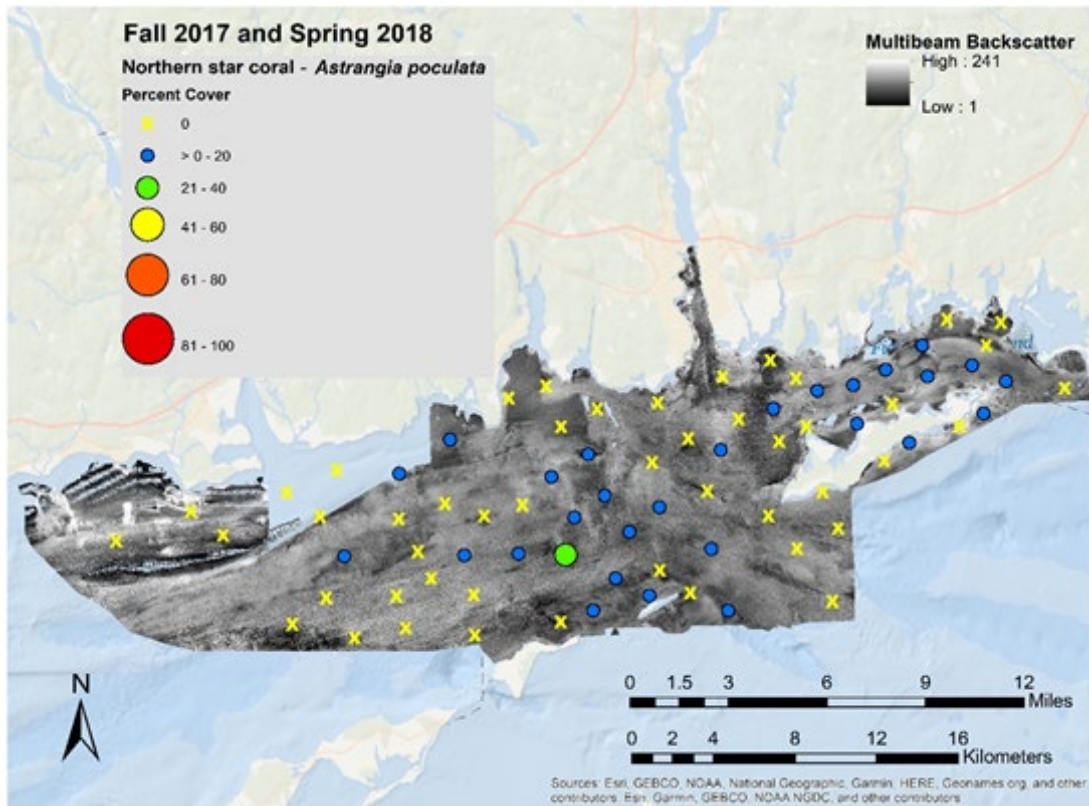 Fall 2017 and Spring 2018
Northern star coral - Astrangia poculata
Percent Cover
0
> 0 - 20
21 - 40
41 - 60
61 - 80
81 - 100
Multibeam Backscatter
High : 241
Low : 1
N
0 1.5 3 6 9 12
Miles
0 2 4 8 12 16
Kilometers
Sources: Esri, GEBCO, NOAA, National Geographic, Garmin, HERE, Geonames.org, and other
contributors, Esri, Garmin, GEBCO, NOAA NGDC, and other contributors